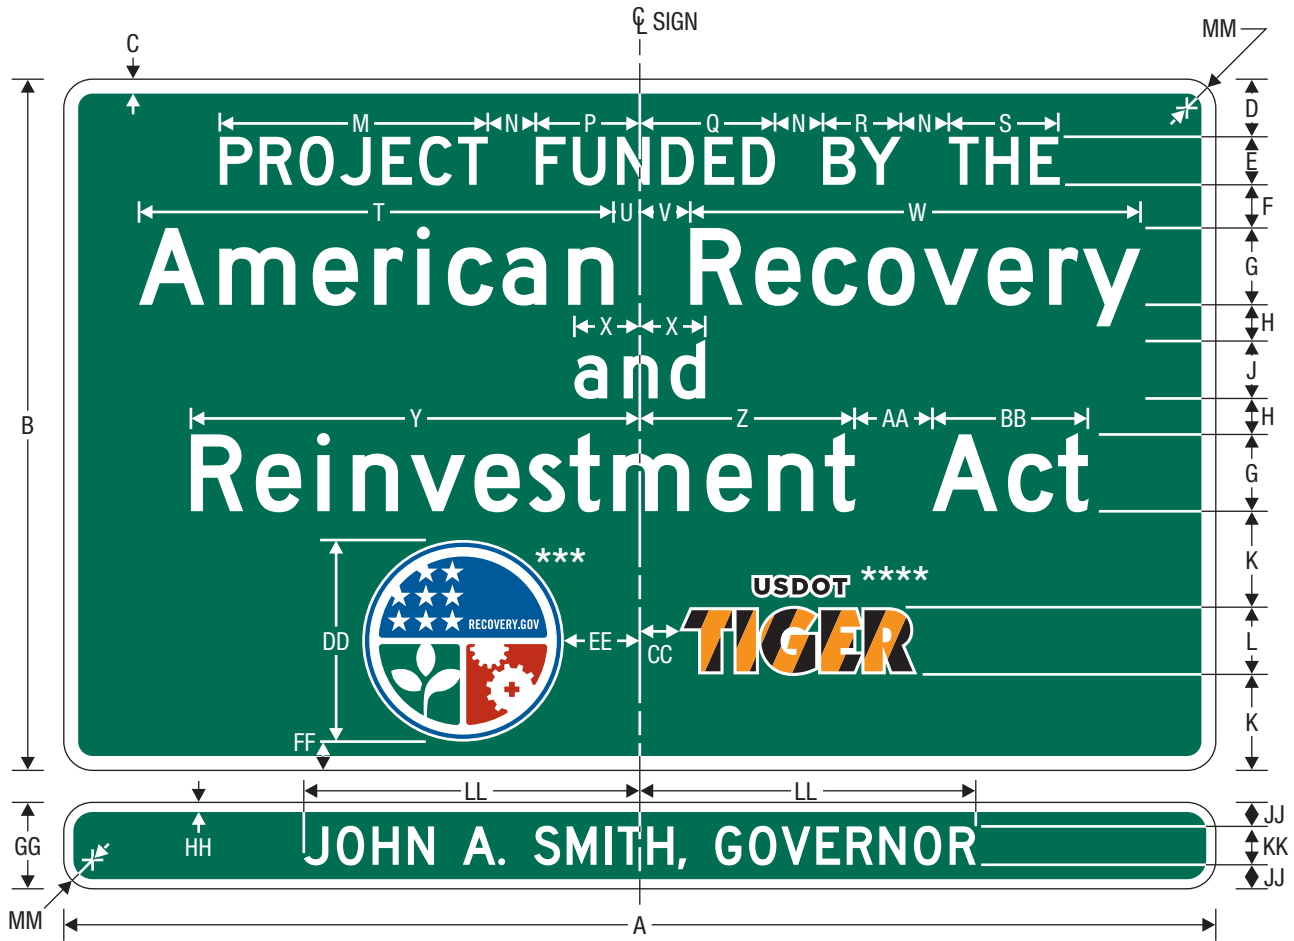 ℄ SIGN
MM
C
D
M N P Q N R N S
PROJECT FUNDED BY THE
E
T U V W
F
American Recovery
G
X X
H
and
J
B
Y Z AA BB
H
Reinvestment Act
G
***
USDOT ****
K
RECOVERY.GOV
TIGER
DD
EE
CC
L
FF
K
LL LL
JJ
GG
HH
JOHN A. SMITH, GOVERNOR
KK
JJ
MM
A